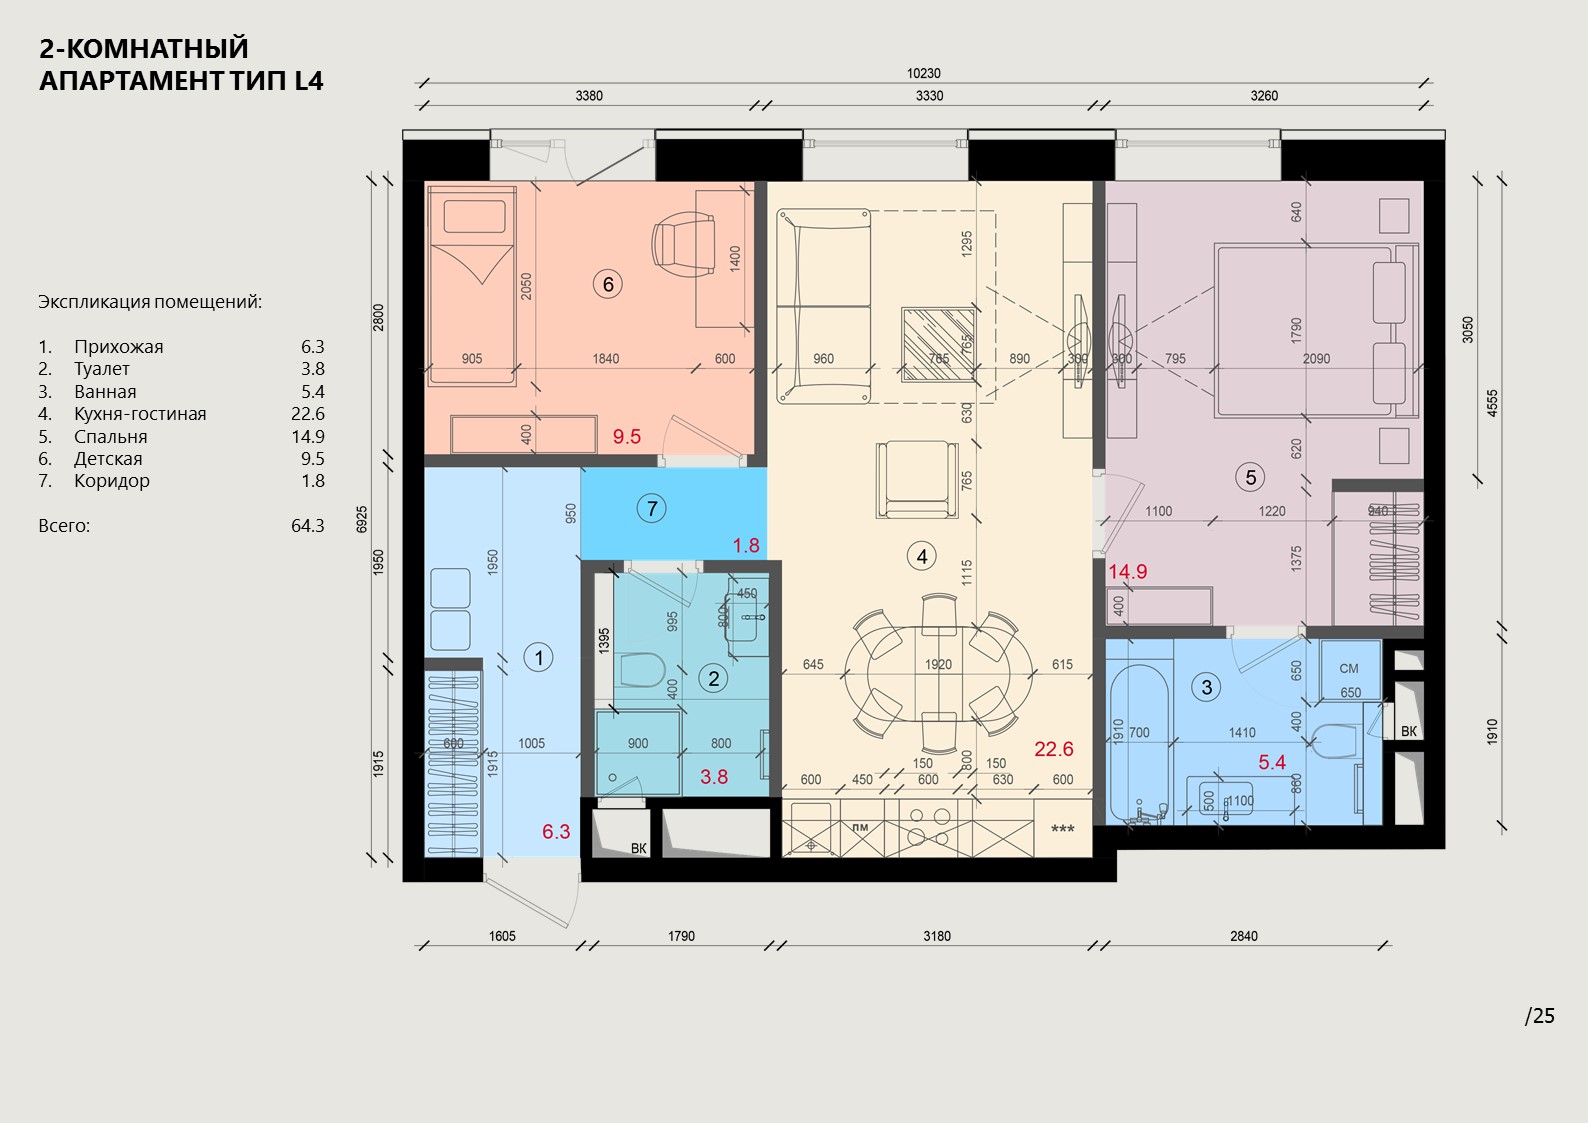 2-КОМНАТНЫЙ
АПАРТАМЕНТ ТИП L4
Экспликация помещений:
1. Прихожая 6.3
2. Туалет 3.8
3. Ванная 5.4
4. Кухня-гостиная 22.6
5. Спальня 14.9
6. Детская 9.5
7. Коридор 1.8
Всего: 64.3
10230
3380 3330 3260
2800
1950
1915
6925
3050
4555
1910
6
2050
1400
905 1840 600
400
9.5
1295
960 765 890 300
765
630
765
4
1115
645 1920 615
22.6
800
150 150
600 450 600 630 600
пм
***
640
1790
300 795 2090
620
5
1100 1220 940
1375
14.9
400
7
950
1.8
1950
1
600 1005
1915
6.3
1395
995
450
800
2
400
900 800
3.8
ВК
3
650
СМ
650
1910
700 1410
400
5.4
860
500
1100
ВК
1605 1790 3180 2840
/25